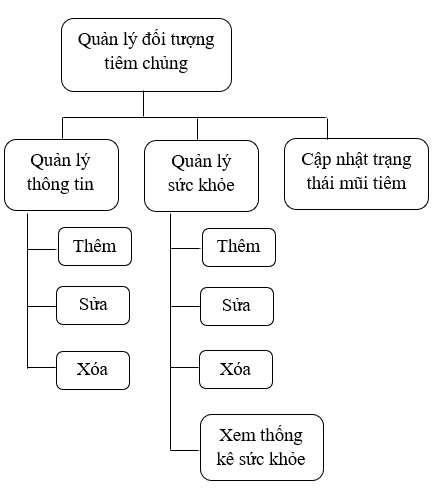 Quản lý đối tượng
tiêm chủng
Quản lý
thông tin
Quản lý
sức khỏe
Cập nhật trạng
thái mũi tiêm
Thêm
Sửa
Xóa
Thêm
Sửa
Xóa
Xem thống
kê sức khỏe